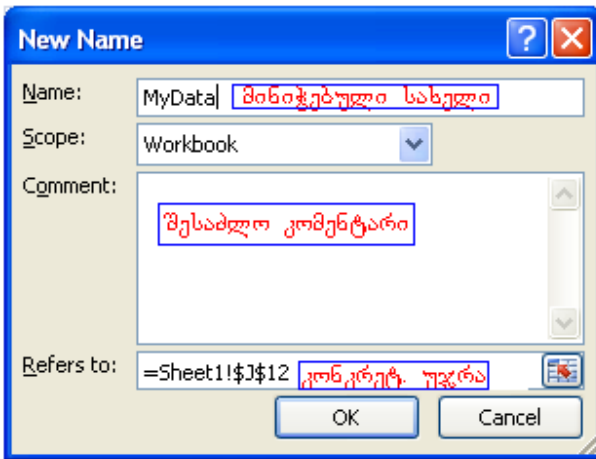 New Name
Name: MyData მინიჭებული სახელი
Scope: Workbook
Comment:
შესაძლო კომენტარი
Refers to: =Sheet1!$J$12 კონკრეტ. უჯრა
OK Cancel